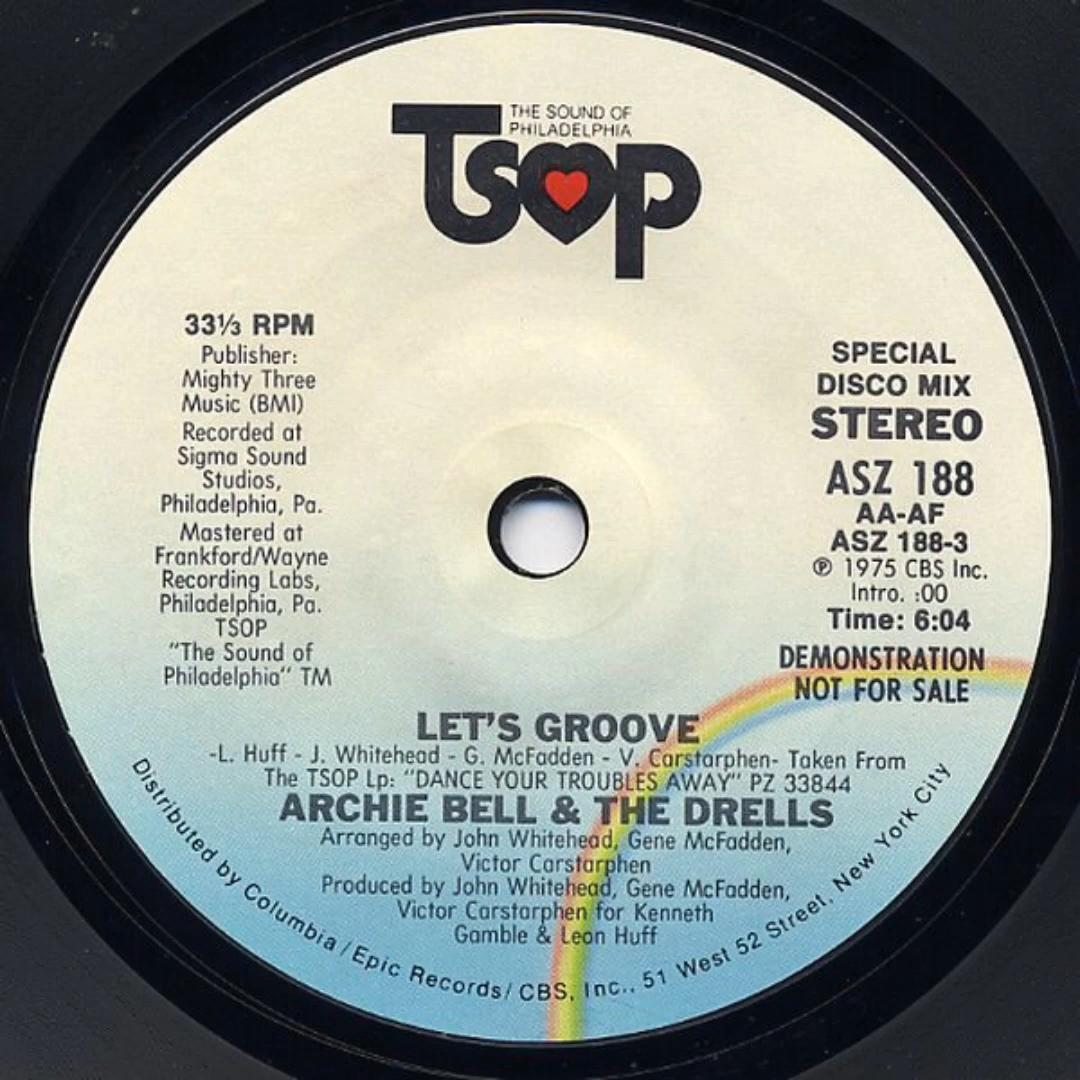 THE SOUND OF
PHILADELPHIA
TSOP
33⅓ RPM
Publisher:
Mighty Three
Music (BMI)
Recorded at
Sigma Sound
Studios,
Philadelphia, Pa.
Mastered at
Frankford/Wayne
Recording Labs,
Philadelphia, Pa.
TSOP
"The Sound of
Philadelphia" TM
SPECIAL
DISCO MIX
STEREO
ASZ 188
AA-AF
ASZ 188-3
℗ 1975 CBS Inc.
Intro. :00
Time: 6:04
DEMONSTRATION
NOT FOR SALE
LET'S GROOVE
-L. Huff - J. Whitehead - G. McFadden - V. Carstarphen- Taken From
The TSOP Lp: "DANCE YOUR TROUBLES AWAY" PZ 33844
ARCHIE BELL & THE DRELLS
Arranged by John Whitehead, Gene McFadden,
Victor Carstarphen
Produced by John Whitehead, Gene McFadden,
Victor Carstarphen for Kenneth
Gamble & Leon Huff
Distributed by Columbia/Epic Records/CBS, Inc., 51 West 52 Street, New York City